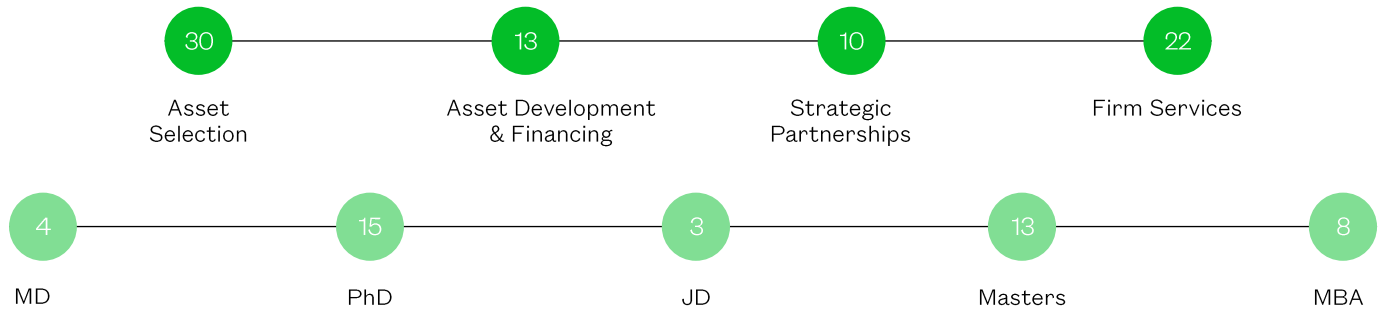 30
13
10
22
Asset
Selection
Asset Development
& Financing
Strategic
Partnerships
Firm Services
4
15
3
13
8
MD
PhD
JD
Masters
MBA